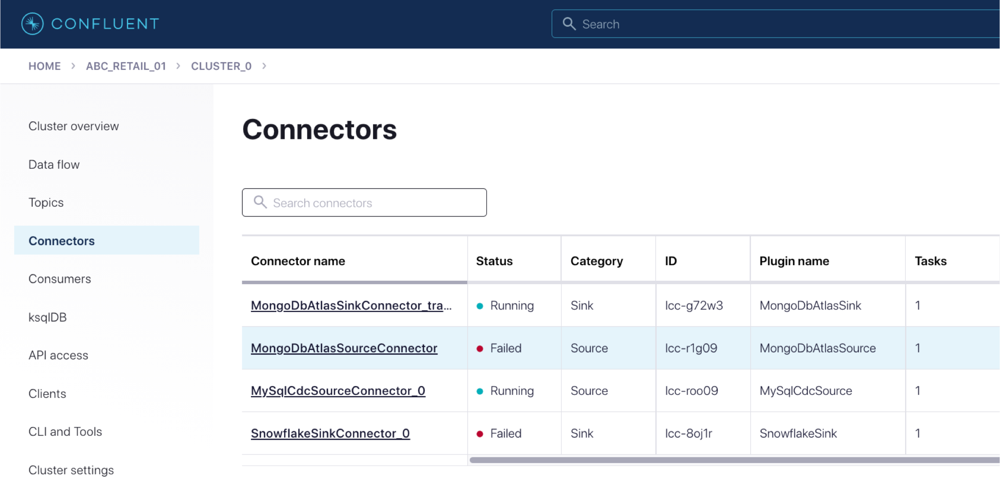 CONFLUENT
Search
HOME > ABC_RETAIL_01 > CLUSTER_0 >
Cluster overview
Data flow
Topics
Connectors
Consumers
ksqlDB
API access
Clients
CLI and Tools
Cluster settings
Connectors
Search connectors
Connector name Status Category ID Plugin name Tasks
MongoDbAtlasSinkConnector_tra... Running Sink lcc-g72w3 MongoDbAtlasSink 1
MongoDbAtlasSourceConnector Failed Source lcc-r1g09 MongoDbAtlasSource 1
MySqlCdcSourceConnector_0 Running Source lcc-roo09 MySqlCdcSource 1
SnowflakeSinkConnector_0 Failed Sink lcc-8oj1r SnowflakeSink 1